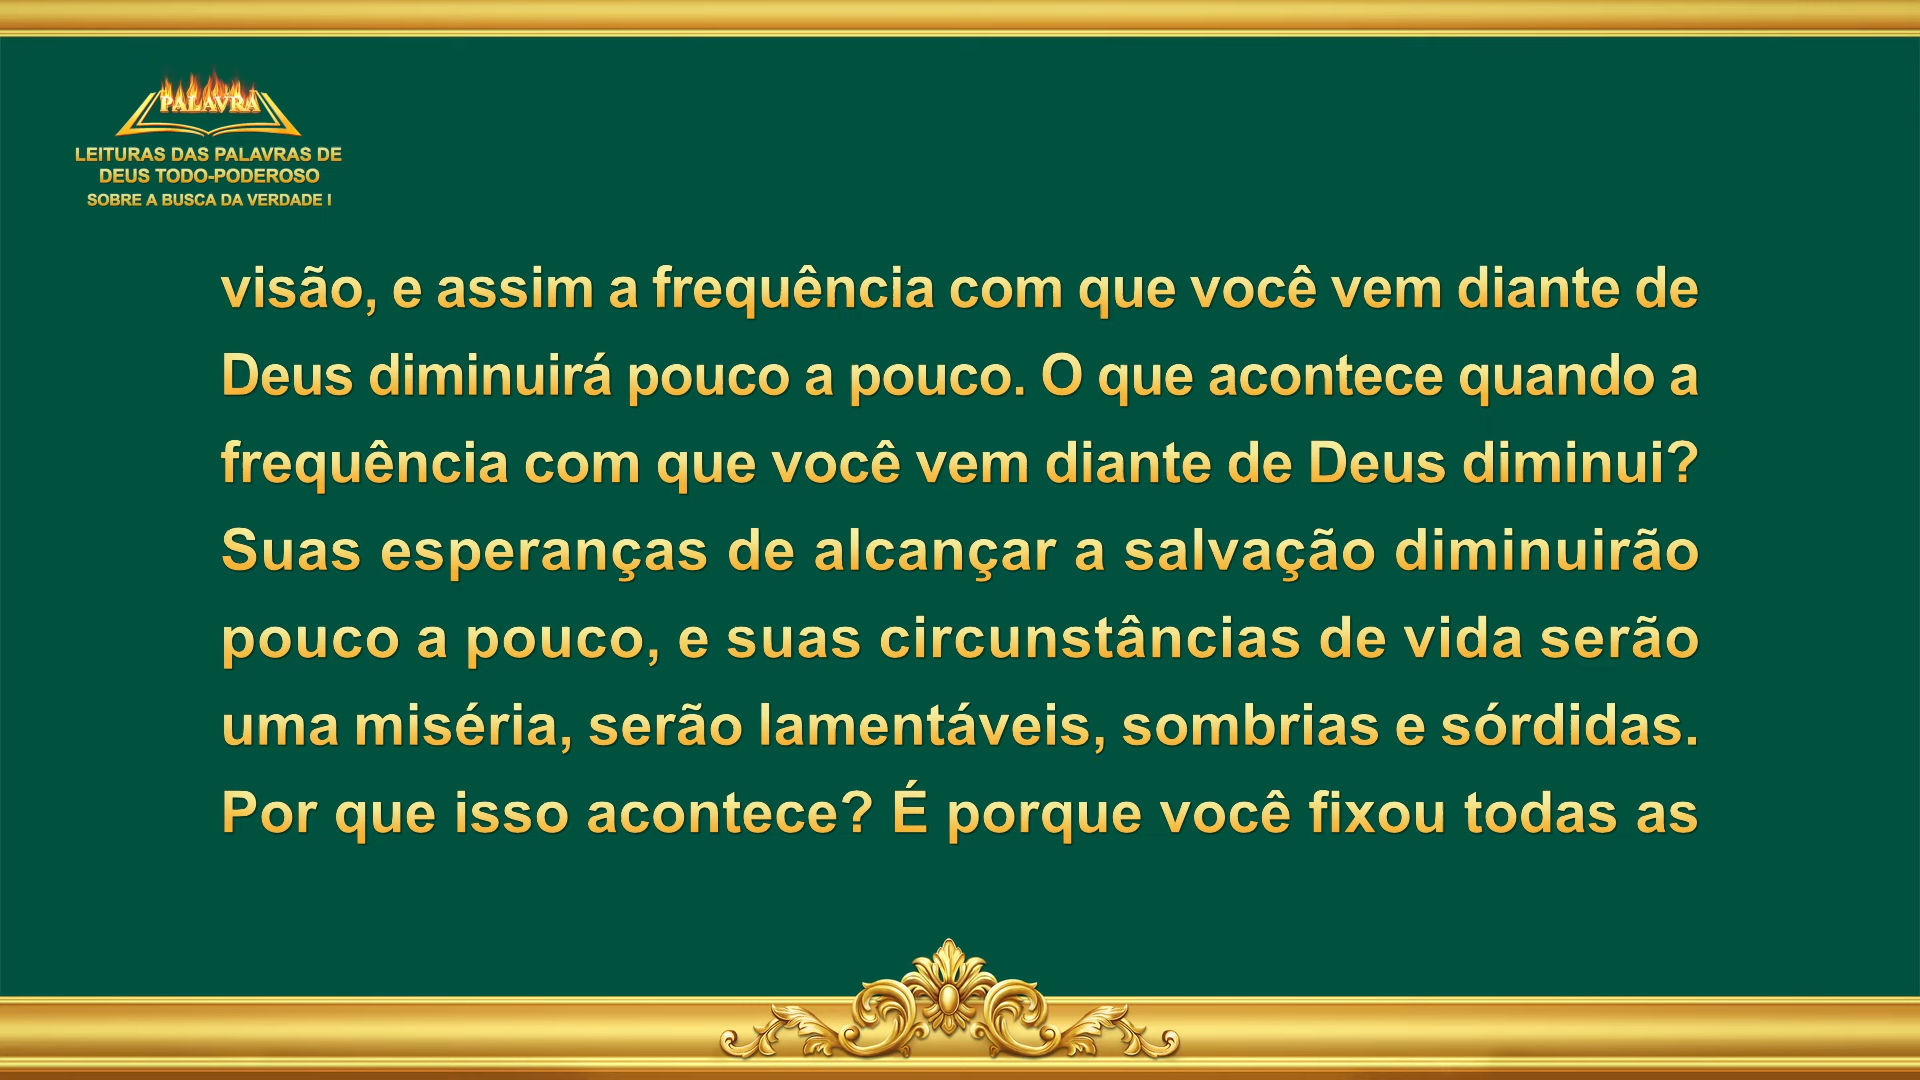 PALAVRA
LEITURAS DAS PALAVRAS DE
DEUS TODO-PODEROSO
SOBRE A BUSCA DA VERDADE I
visão, e assim a frequência com que você vem diante de
Deus diminuirá pouco a pouco. O que acontece quando a
frequência com que você vem diante de Deus diminui?
Suas esperanças de alcançar a salvação diminuirão
pouco a pouco, e suas circunstâncias de vida serão
uma miséria, serão lamentáveis, sombrias e sórdidas.
Por que isso acontece? É porque você fixou todas as